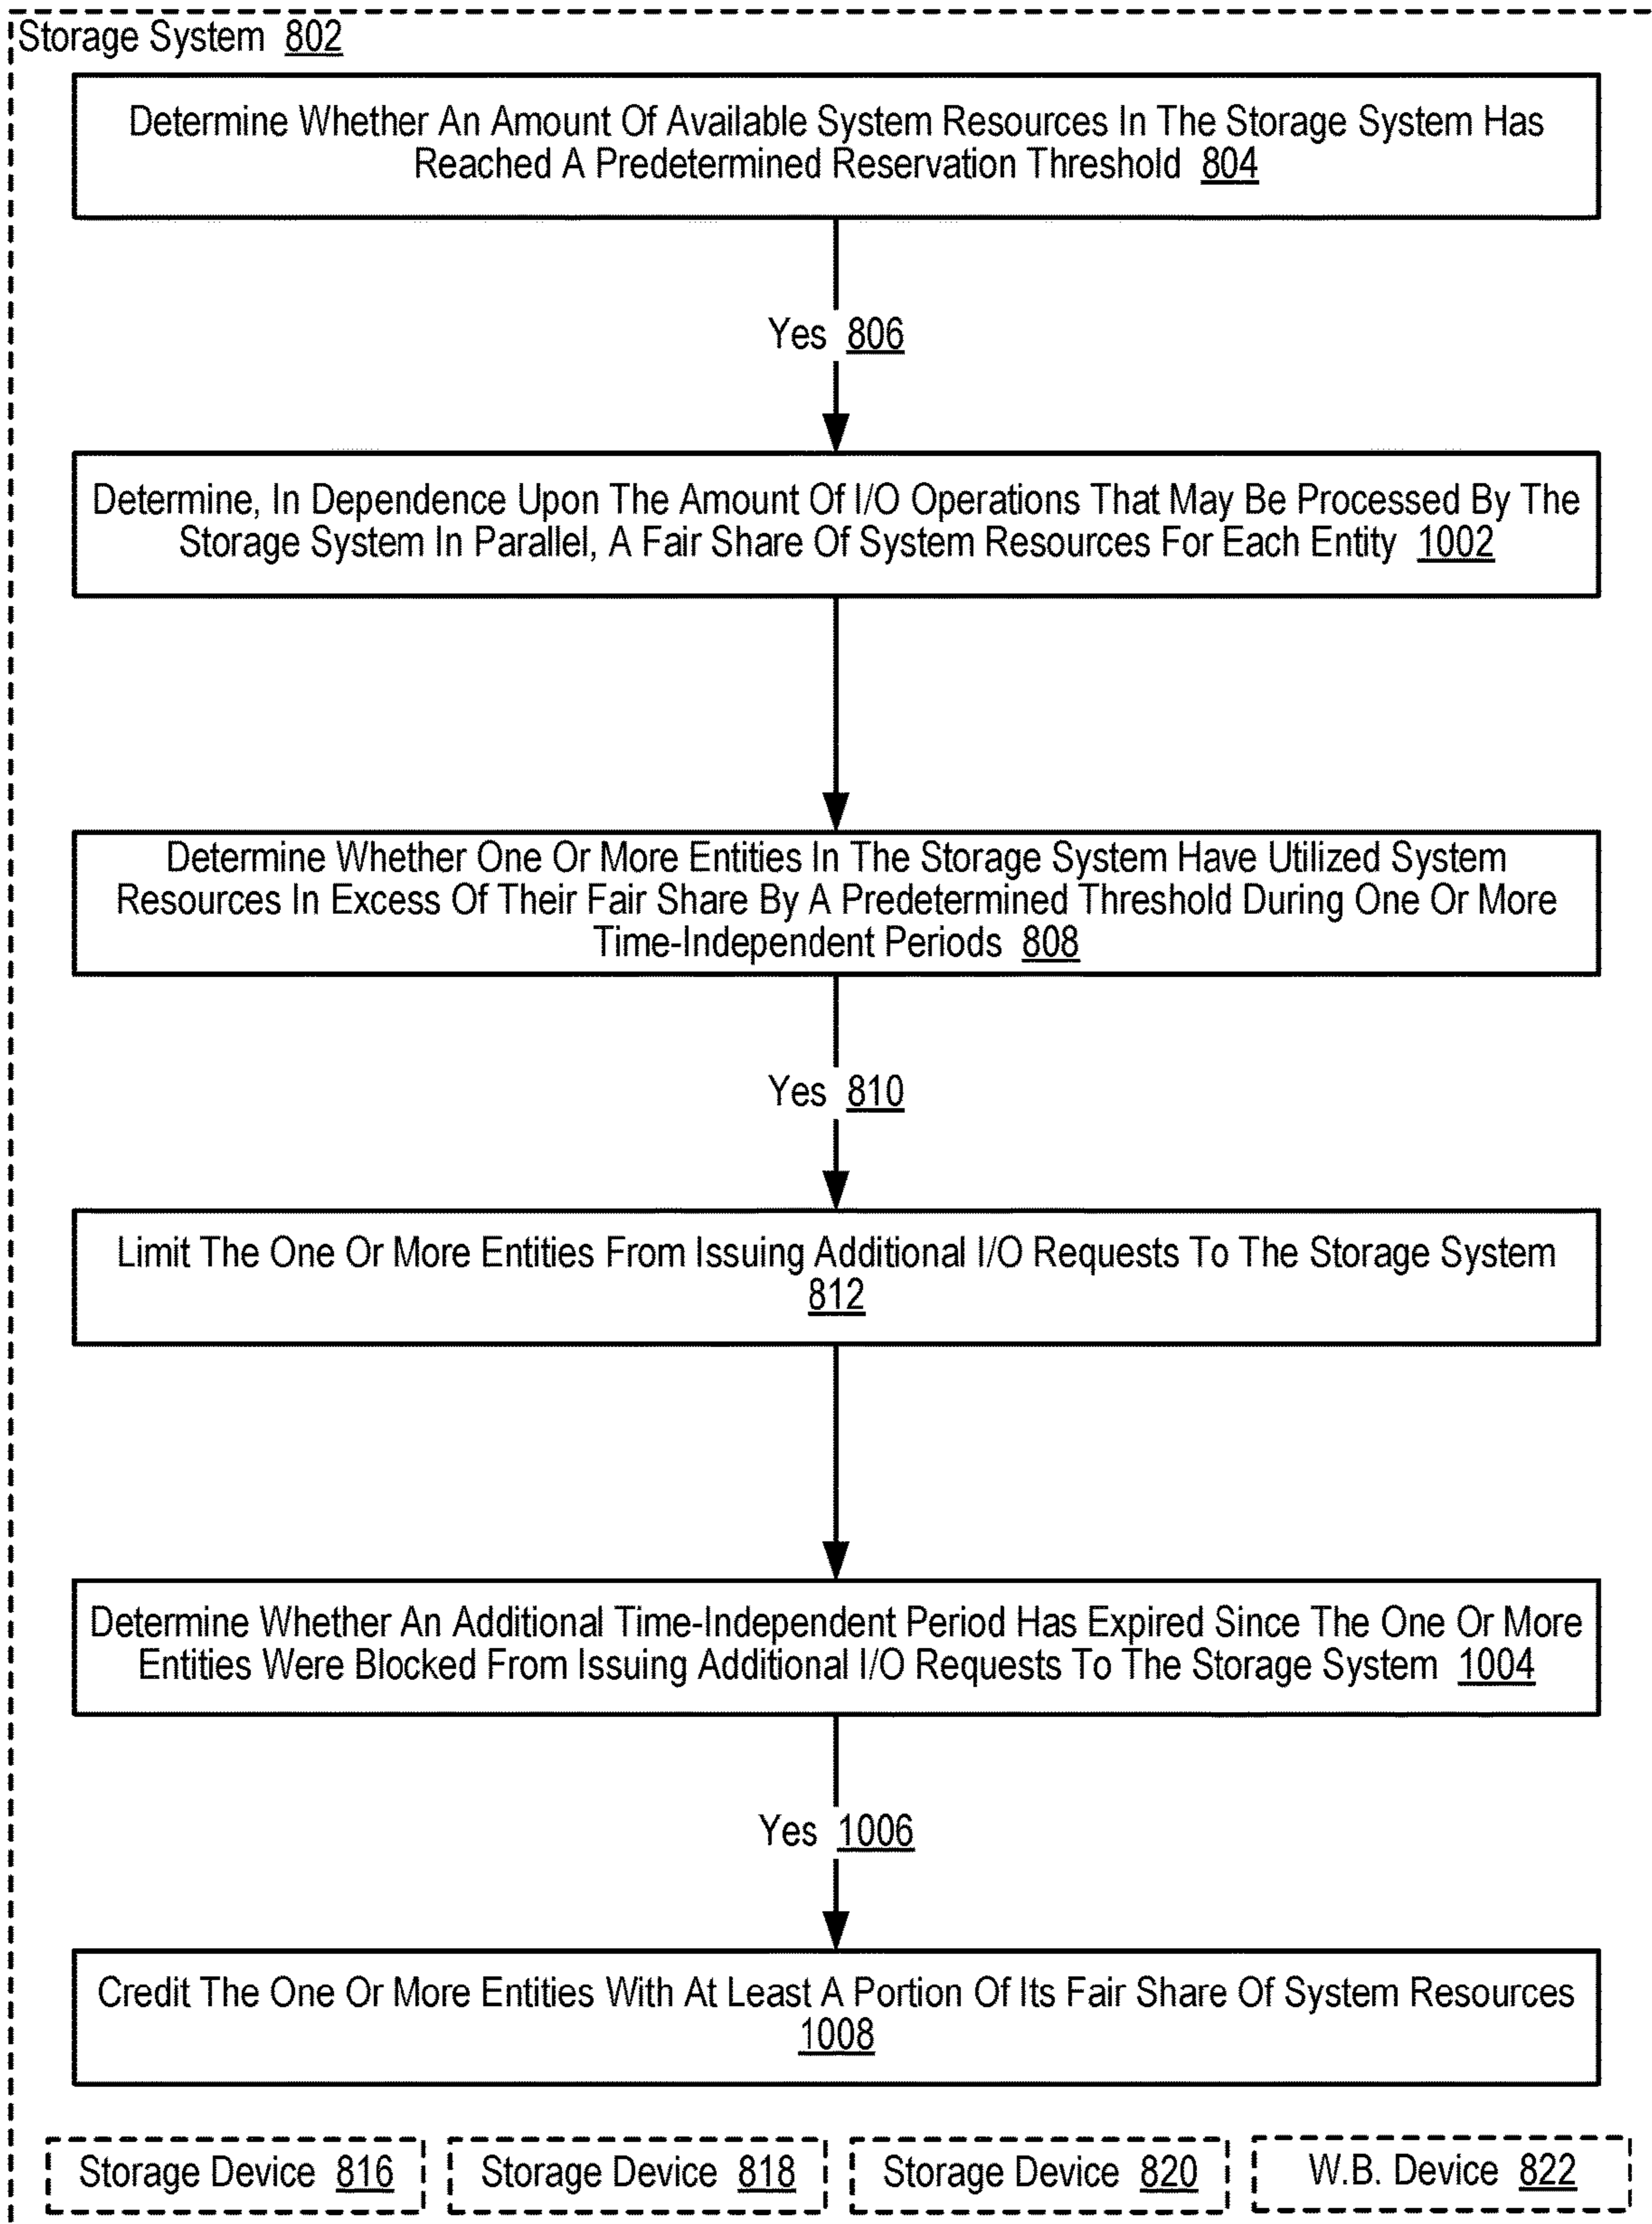 Storage System 802
Determine Whether An Amount Of Available System Resources In The Storage System Has
Reached A Predetermined Reservation Threshold 804
Yes 806
Determine, In Dependence Upon The Amount Of I/O Operations That May Be Processed By The
Storage System In Parallel, A Fair Share Of System Resources For Each Entity 1002
Determine Whether One Or More Entities In The Storage System Have Utilized System
Resources In Excess Of Their Fair Share By A Predetermined Threshold During One Or More
Time-Independent Periods 808
Yes 810
Limit The One Or More Entities From Issuing Additional I/O Requests To The Storage System
812
Determine Whether An Additional Time-Independent Period Has Expired Since The One Or More
Entities Were Blocked From Issuing Additional I/O Requests To The Storage System 1004
Yes 1006
Credit The One Or More Entities With At Least A Portion Of Its Fair Share Of System Resources
1008
Storage Device 816
Storage Device 818
Storage Device 820
W.B. Device 822